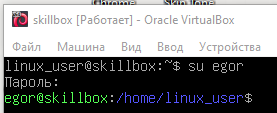 skillbox [Работает] - Oracle VirtualBox
Файл Машина Вид Ввод Устройства
linux_user@skillbox:~$ su egor
Пароль:
egor@skillbox:/home/linux_user$